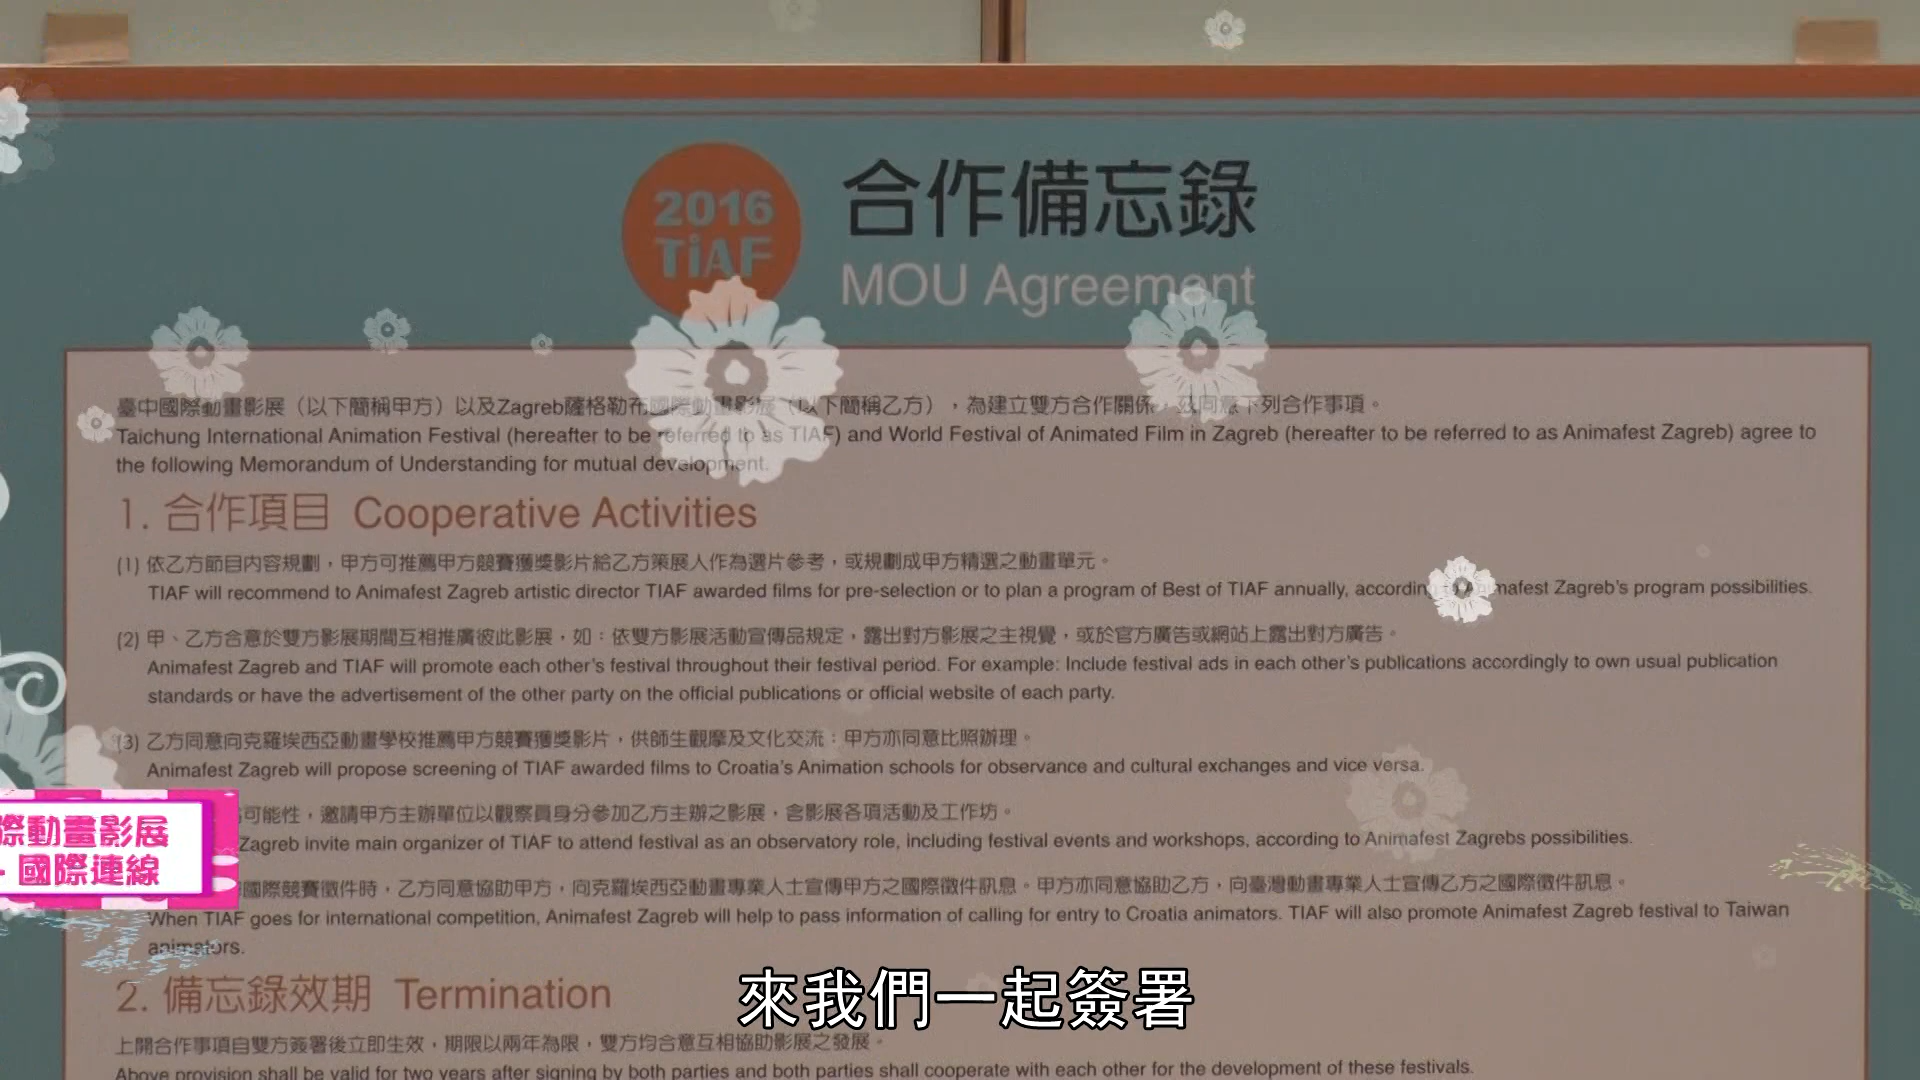 2016
TiAF
合作備忘錄
MOU Agreement
臺中國際動畫影展（以下簡稱甲方）以及Zagreb薩格勒布國際動畫影展（以下簡稱乙方），為建立雙方合作關係，茲同意下列合作事項。
Taichung International Animation Festival (hereafter to be referred to as TIAF) and World Festival of Animated Film in Zagreb (hereafter to be referred to as Animafest Zagreb) agree to
the following Memorandum of Understanding for mutual development.
1. 合作項目 Cooperative Activities
(1) 依乙方節目內容規劃，甲方可推薦甲方競賽獲獎影片給乙方策展人作為選片參考，或規劃成甲方精選之動畫單元。
TIAF will recommend to Animafest Zagreb artistic director TIAF awarded films for pre-selection or to plan a program of Best of TIAF annually, according Animafest Zagreb's program possibilities.
(2) 甲、乙方合意於雙方影展期間互相推廣彼此影展，如：依雙方影展活動宣傳品規定，露出對方影展之主視覺，或於官方廣告或網站上露出對方廣告。
Animafest Zagreb and TIAF will promote each other's festival throughout their festival period. For example: Include festival ads in each other's publications accordingly to own usual publication
standards or have the advertisement of the other party on the official publications or official website of each party.
(3) 乙方同意向克羅埃西亞動畫學校推薦甲方競賽獲獎影片，供師生觀摩及文化交流；甲方亦同意比照辦理。
Animafest Zagreb will propose screening of TIAF awarded films to Croatia's Animation schools for observance and cultural exchanges and vice versa.
可能性，邀請甲方主辦單位以觀察員身分參加乙方主辦之影展，含影展各項活動及工作坊。
Zagreb invite main organizer of TIAF to attend festival as an observatory role, including festival events and workshops, according to Animafest Zagrebs possibilities.
國際競賽徵件時，乙方同意協助甲方，向克羅埃西亞動畫專業人士宣傳甲方之國際徵件訊息。甲方亦同意協助乙方，向臺灣動畫專業人士宣傳乙方之國際徵件訊息。
When TIAF goes for international competition, Animafest Zagreb will help to pass information of calling for entry to Croatia animators. TIAF will also promote Animafest Zagreb festival to Taiwan
animators.
際動畫影展
·國際連線
2. 備忘錄效期 Termination
上開合作事項自雙方簽署後立即生效，期限以兩年為限，雙方均合意互相協助影展之發展。
Above provision shall be valid for two years after signing by both parties and both parties shall cooperate with each other for the development of these festivals.
來我們一起簽署